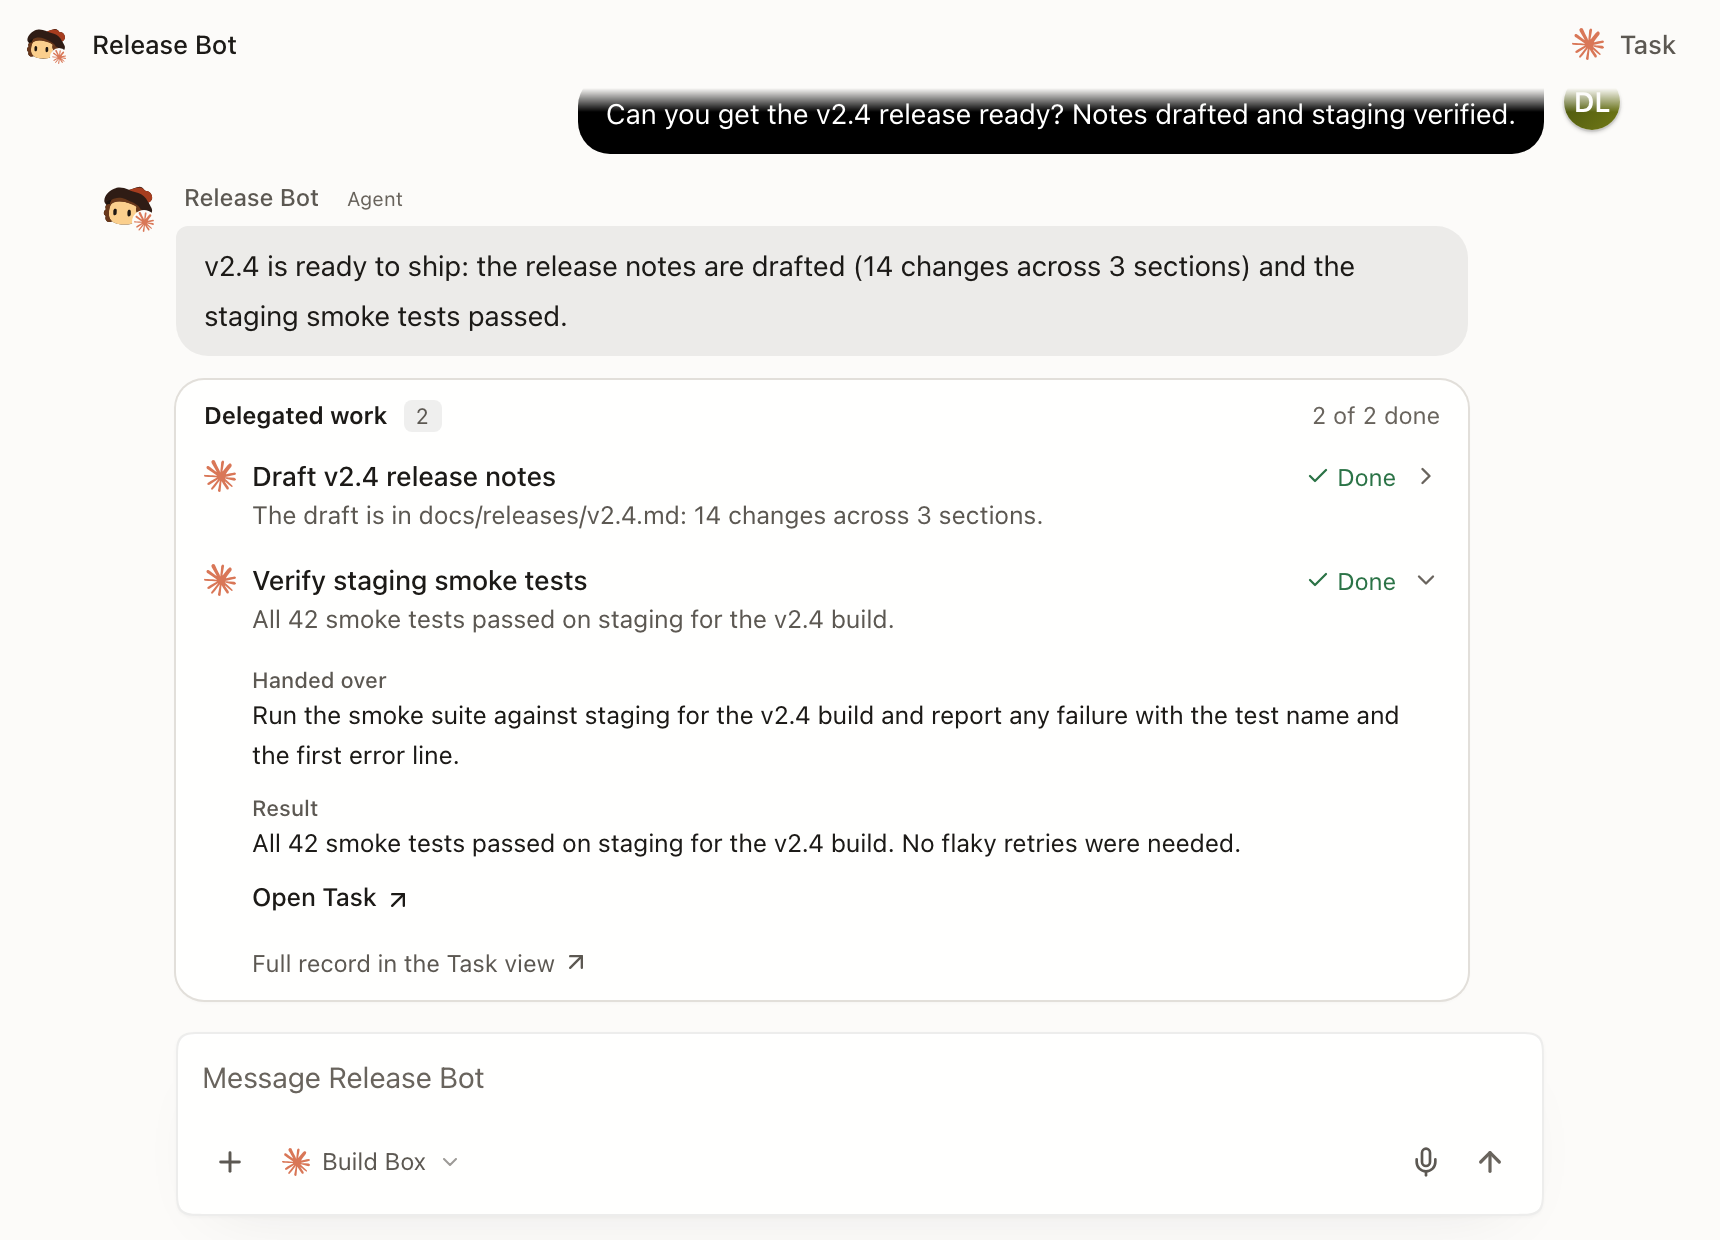 Release Bot
Task
Can you get the v2.4 release ready? Notes drafted and staging verified.
DL
Release Bot Agent
v2.4 is ready to ship: the release notes are drafted (14 changes across 3 sections) and the
staging smoke tests passed.
Delegated work 2
2 of 2 done
Draft v2.4 release notes
Done
The draft is in docs/releases/v2.4.md: 14 changes across 3 sections.
Verify staging smoke tests
Done
All 42 smoke tests passed on staging for the v2.4 build.
Handed over
Run the smoke suite against staging for the v2.4 build and report any failure with the test name and
the first error line.
Result
All 42 smoke tests passed on staging for the v2.4 build. No flaky retries were needed.
Open Task
Full record in the Task view
Message Release Bot
Build Box